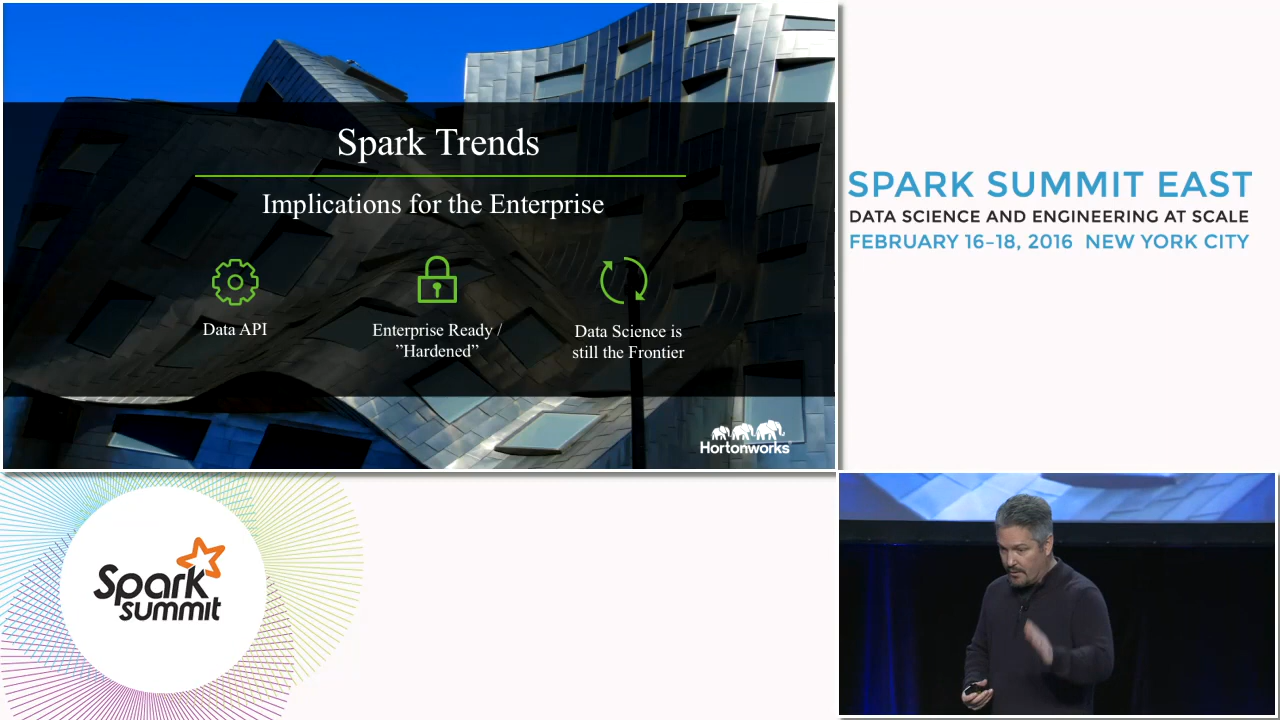 Spark Trends
Implications for the Enterprise
Data API
Enterprise Ready /
”Hardened”
Data Science is
still the Frontier
Hortonworks
SPARK SUMMIT EAST
DATA SCIENCE AND ENGINEERING AT SCALE
FEBRUARY 16–18, 2016 NEW YORK CITY
Spark
summit